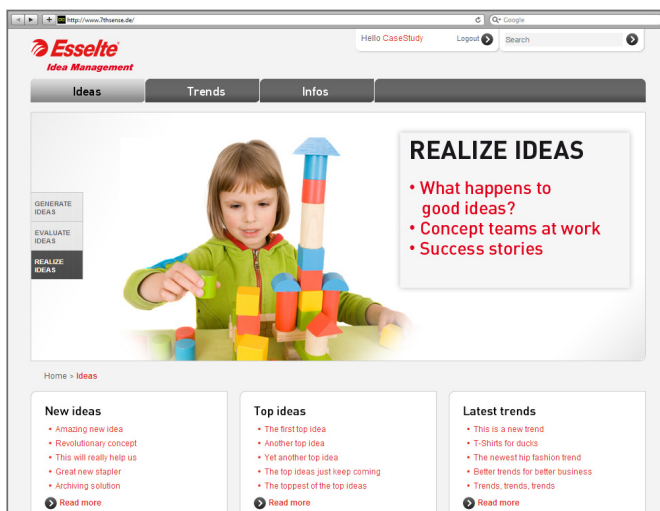 http://www.7thsense.de/
Google
Esselte
Idea Management
Hello CaseStudy
Logout
Search
Ideas
Trends
Infos
GENERATE
IDEAS
EVALUATE
IDEAS
REALIZE
IDEAS
REALIZE IDEAS
• What happens to
good ideas?
• Concept teams at work
• Success stories
Home > Ideas
New ideas
• Amazing new idea
• Revolutionary concept
• This will really help us
• Great new stapler
• Archiving solution
Read more
Top ideas
• The first top idea
• Another top idea
• Yet another top idea
• The top ideas just keep coming
• The toppest of the top ideas
Read more
Latest trends
• This is a new trend
• T-Shirts for ducks
• The newest hip fashion trend
• Better trends for better business
• Trends, trends, trends
Read more